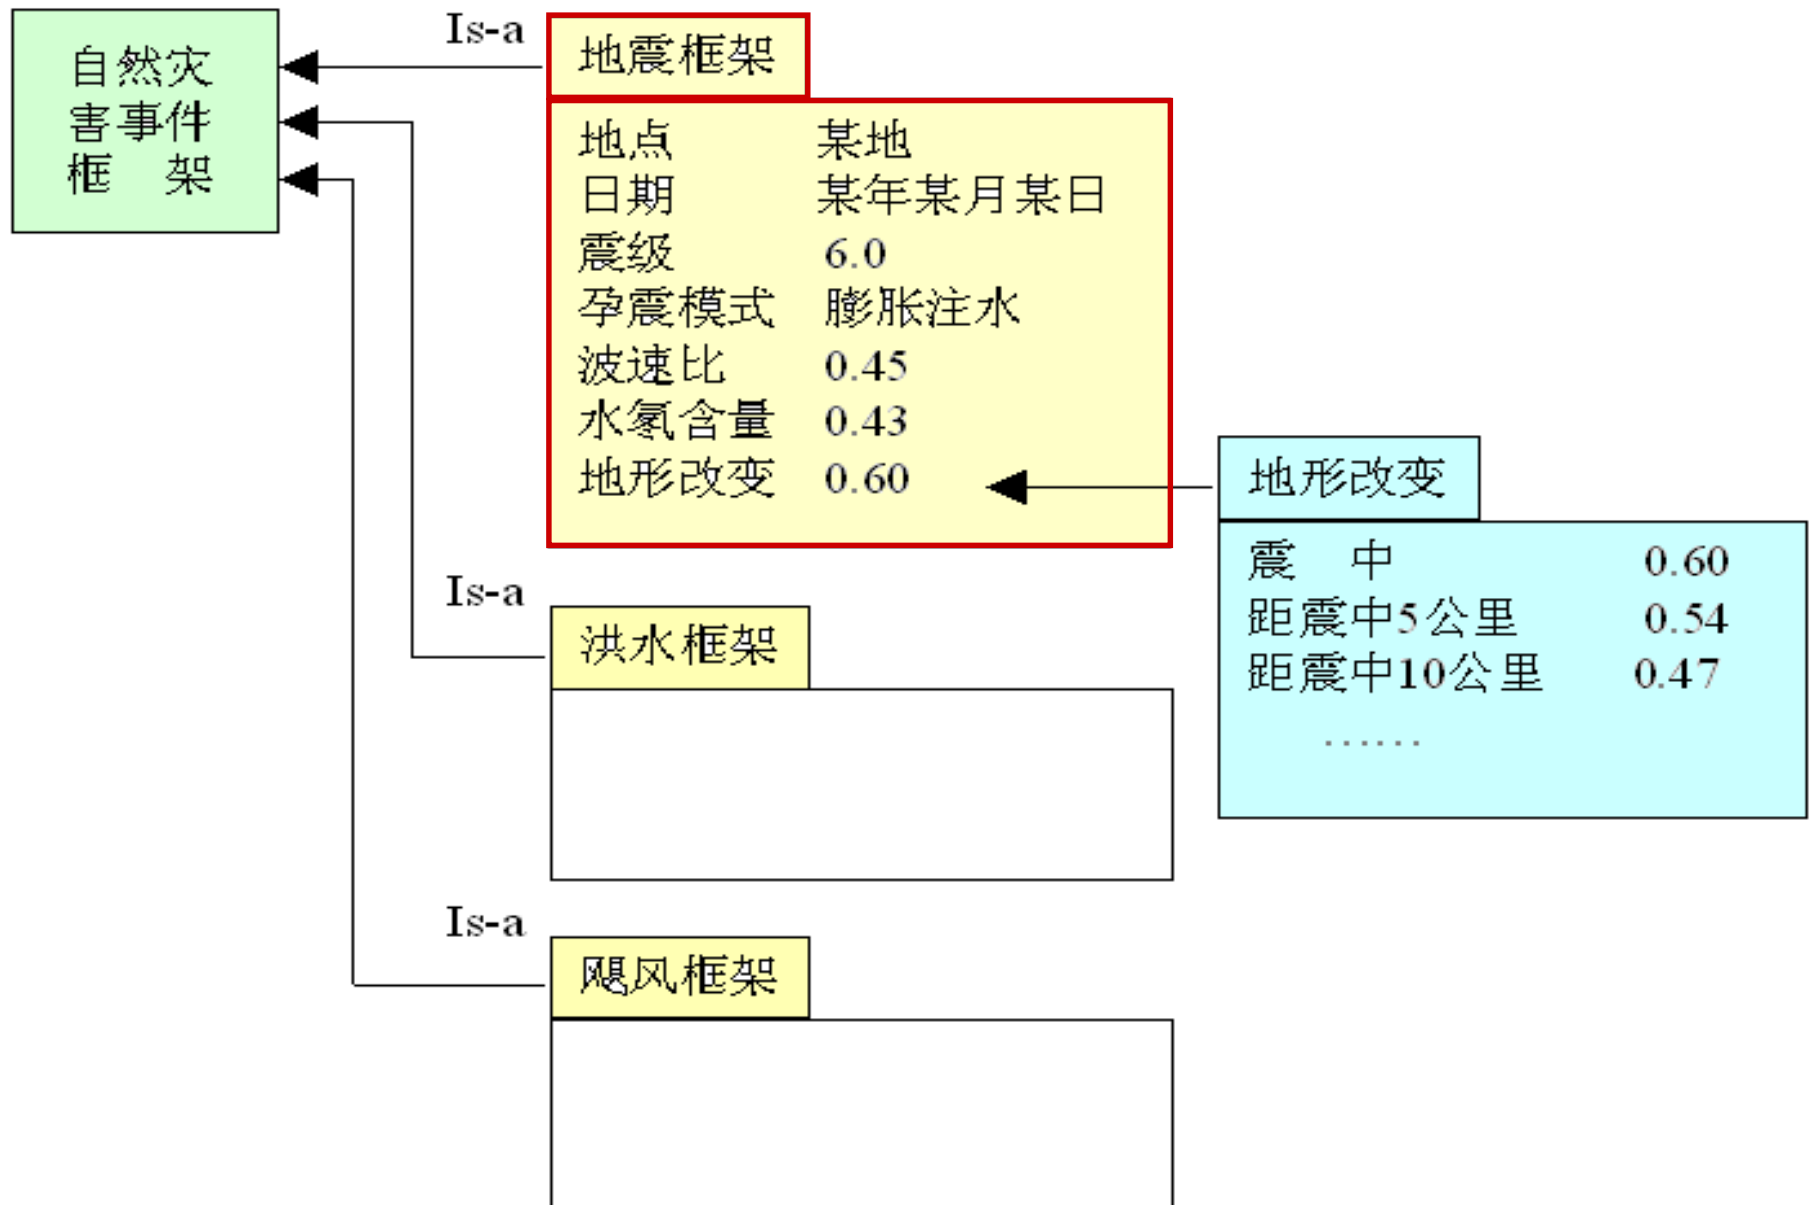 自然灾
害事件
框 架
Is-a
地震框架
地点 某地
日期 某年某月某日
震级 6.0
孕震模式 膨胀注水
波速比 0.45
水氡含量 0.43
地形改变 0.60
地形改变
震 中 0.60
距震中5公里 0.54
距震中10公里 0.47
······
Is-a
洪水框架
Is-a
飓风框架